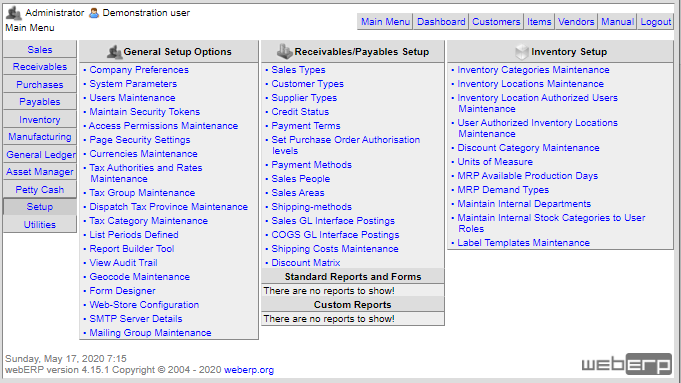 Administrator Demonstration user
Main Menu
Main Menu Dashboard Customers Items Vendors Manual Logout
Sales
Receivables
Purchases
Payables
Inventory
Manufacturing
General Ledger
Asset Manager
Petty Cash
Setup
Utilities
General Setup Options
• Company Preferences
• System Parameters
• Users Maintenance
• Maintain Security Tokens
• Access Permissions Maintenance
• Page Security Settings
• Currencies Maintenance
• Tax Authorities and Rates
Maintenance
• Tax Group Maintenance
• Dispatch Tax Province Maintenance
• Tax Category Maintenance
• List Periods Defined
• Report Builder Tool
• View Audit Trail
• Geocode Maintenance
• Form Designer
• Web-Store Configuration
• SMTP Server Details
• Mailing Group Maintenance
Receivables/Payables Setup
• Sales Types
• Customer Types
• Supplier Types
• Credit Status
• Payment Terms
• Set Purchase Order Authorisation
levels
• Payment Methods
• Sales People
• Sales Areas
• Shipping-methods
• Sales GL Interface Postings
• COGS GL Interface Postings
• Shipping Costs Maintenance
• Discount Matrix
Standard Reports and Forms
There are no reports to show!
Custom Reports
There are no reports to show!
Inventory Setup
• Inventory Categories Maintenance
• Inventory Locations Maintenance
• Inventory Location Authorized Users
Maintenance
• User Authorized Inventory Locations
Maintenance
• Discount Category Maintenance
• Units of Measure
• MRP Available Production Days
• MRP Demand Types
• Maintain Internal Departments
• Maintain Internal Stock Categories to User
Roles
• Label Templates Maintenance
Sunday, May 17, 2020 7:15
webERP version 4.15.1 Copyright © 2004 - 2020 weberp.org
weberp